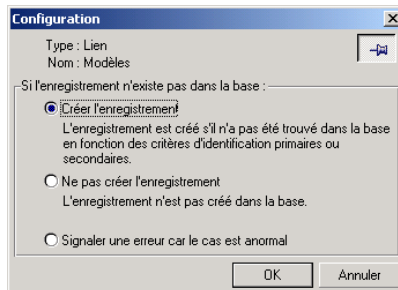 Configuration
Type : Lien
Nom : Modèles
Si l'enregistrement n'existe pas dans la base :
Créer l'enregistrement
L'enregistrement est créé s'il n'a pas été trouvé dans la base
en fonction des critères d'identification primaires ou
secondaires.
Ne pas créer l'enregistrement
L'enregistrement n'est pas créé dans la base.
Signaler une erreur car le cas est anormal
OK
Annuler